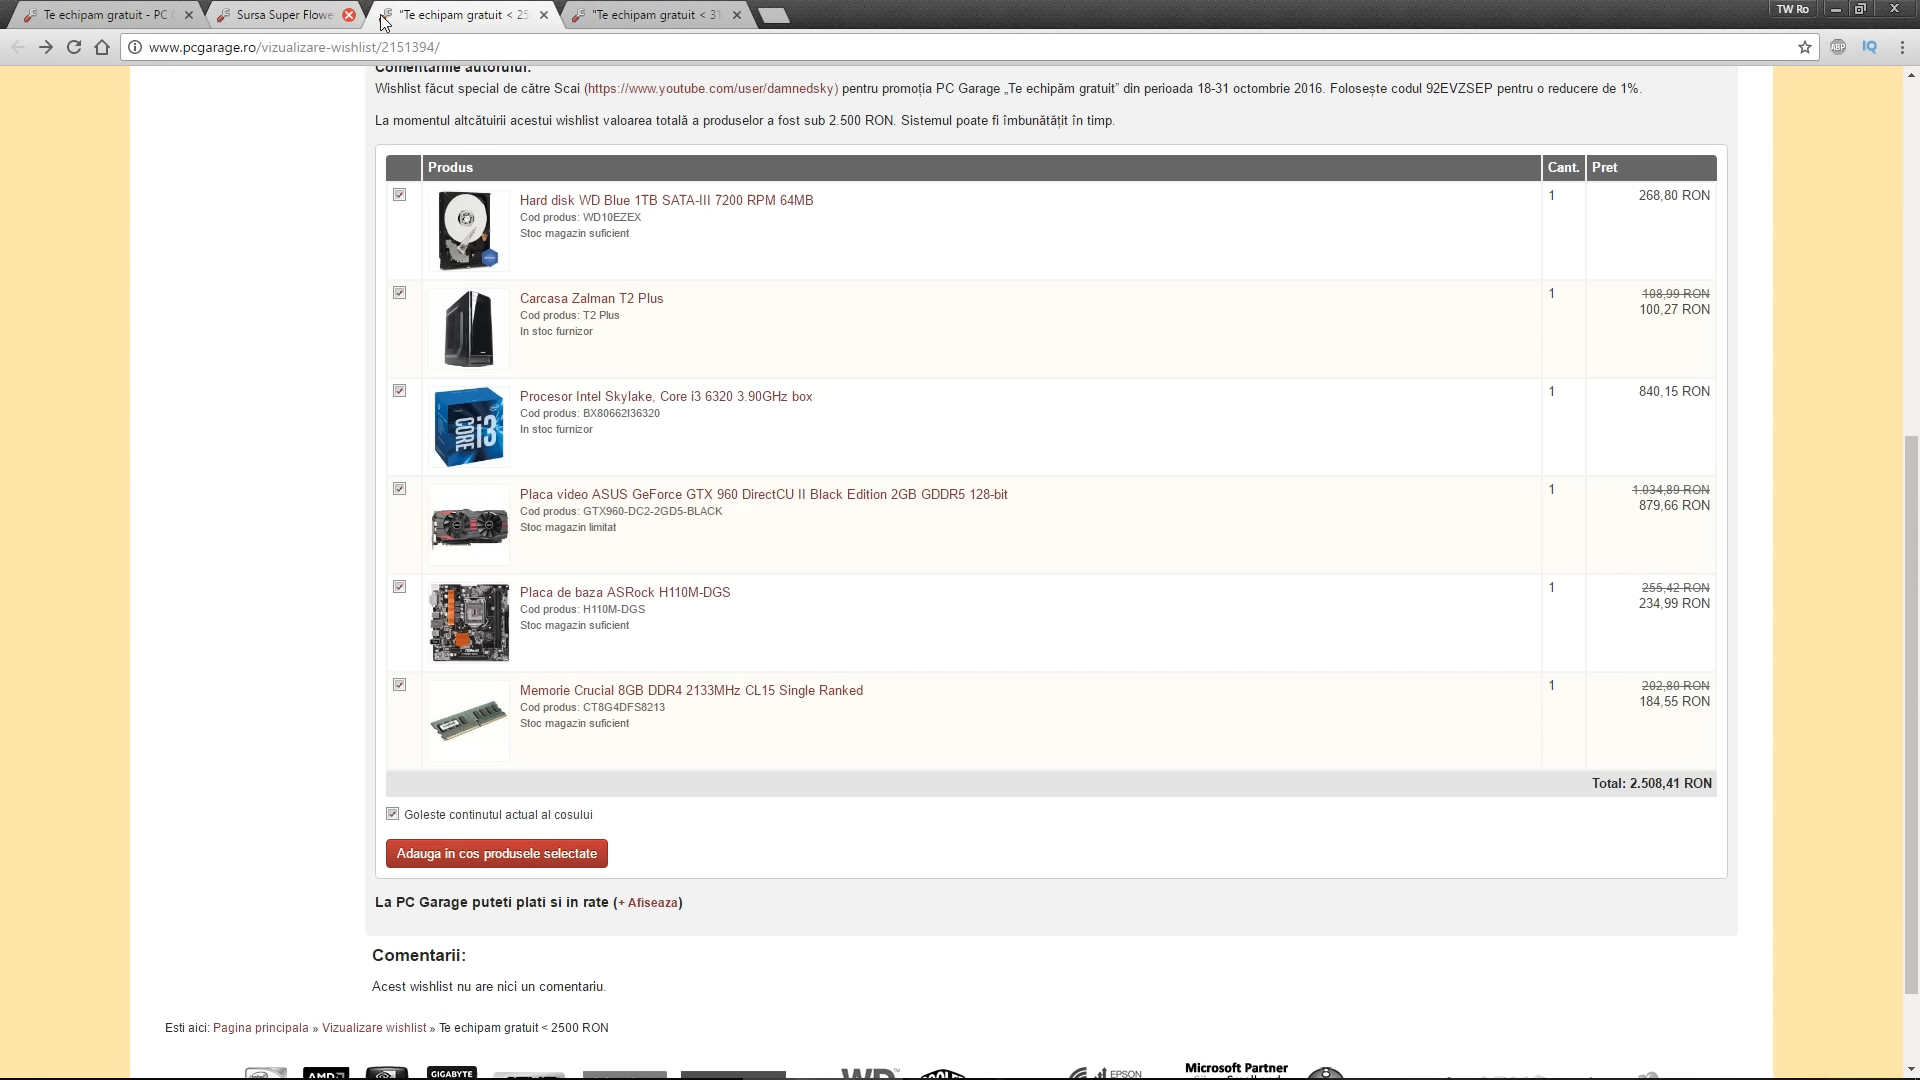 Te echipam gratuit - PC
Sursa Super Flowe
"Te echipam gratuit < 25
"Te echipam gratuit < 31
TW Ro
www.pcgarage.ro/vizualizare-wishlist/2151394/
ABP
IQ
Comentariile autorului:
Wishlist făcut special de către Scai (https://www.youtube.com/user/damnedsky) pentru promoția PC Garage „Te echipăm gratuit” din perioada 18-31 octombrie 2016. Folosește codul 92EVZSEP pentru o reducere de 1%.
La momentul altcătuirii acestui wishlist valoarea totală a produselor a fost sub 2.500 RON. Sistemul poate fi îmbunătățit în timp.
Produs Cant. Pret
Hard disk WD Blue 1TB SATA-III 7200 RPM 64MB 1 268,80 RON
Cod produs: WD10EZEX
Stoc magazin suficient
Carcasa Zalman T2 Plus 1 108,99 RON
Cod produs: T2 Plus 100,27 RON
In stoc furnizor
Procesor Intel Skylake, Core i3 6320 3.90GHz box 1 840,15 RON
Cod produs: BX80662I36320
In stoc furnizor
CORE i3
Placa video ASUS GeForce GTX 960 DirectCU II Black Edition 2GB GDDR5 128-bit 1 1.034,89 RON
Cod produs: GTX960-DC2-2GD5-BLACK 879,66 RON
Stoc magazin limitat
Placa de baza ASRock H110M-DGS 1 255,42 RON
Cod produs: H110M-DGS 234,99 RON
Stoc magazin suficient
Memorie Crucial 8GB DDR4 2133MHz CL15 Single Ranked 1 202,80 RON
Cod produs: CT8G4DFS8213 184,55 RON
Stoc magazin suficient
Total: 2.508,41 RON
Goleste continutul actual al cosului
Adauga in cos produsele selectate
La PC Garage puteti plati si in rate (+ Afiseaza)
Comentarii:
Acest wishlist nu are nici un comentariu.
Esti aici: Pagina principala » Vizualizare wishlist » Te echipam gratuit < 2500 RON
AMD GIGABYTE WD EPSON Microsoft Partner